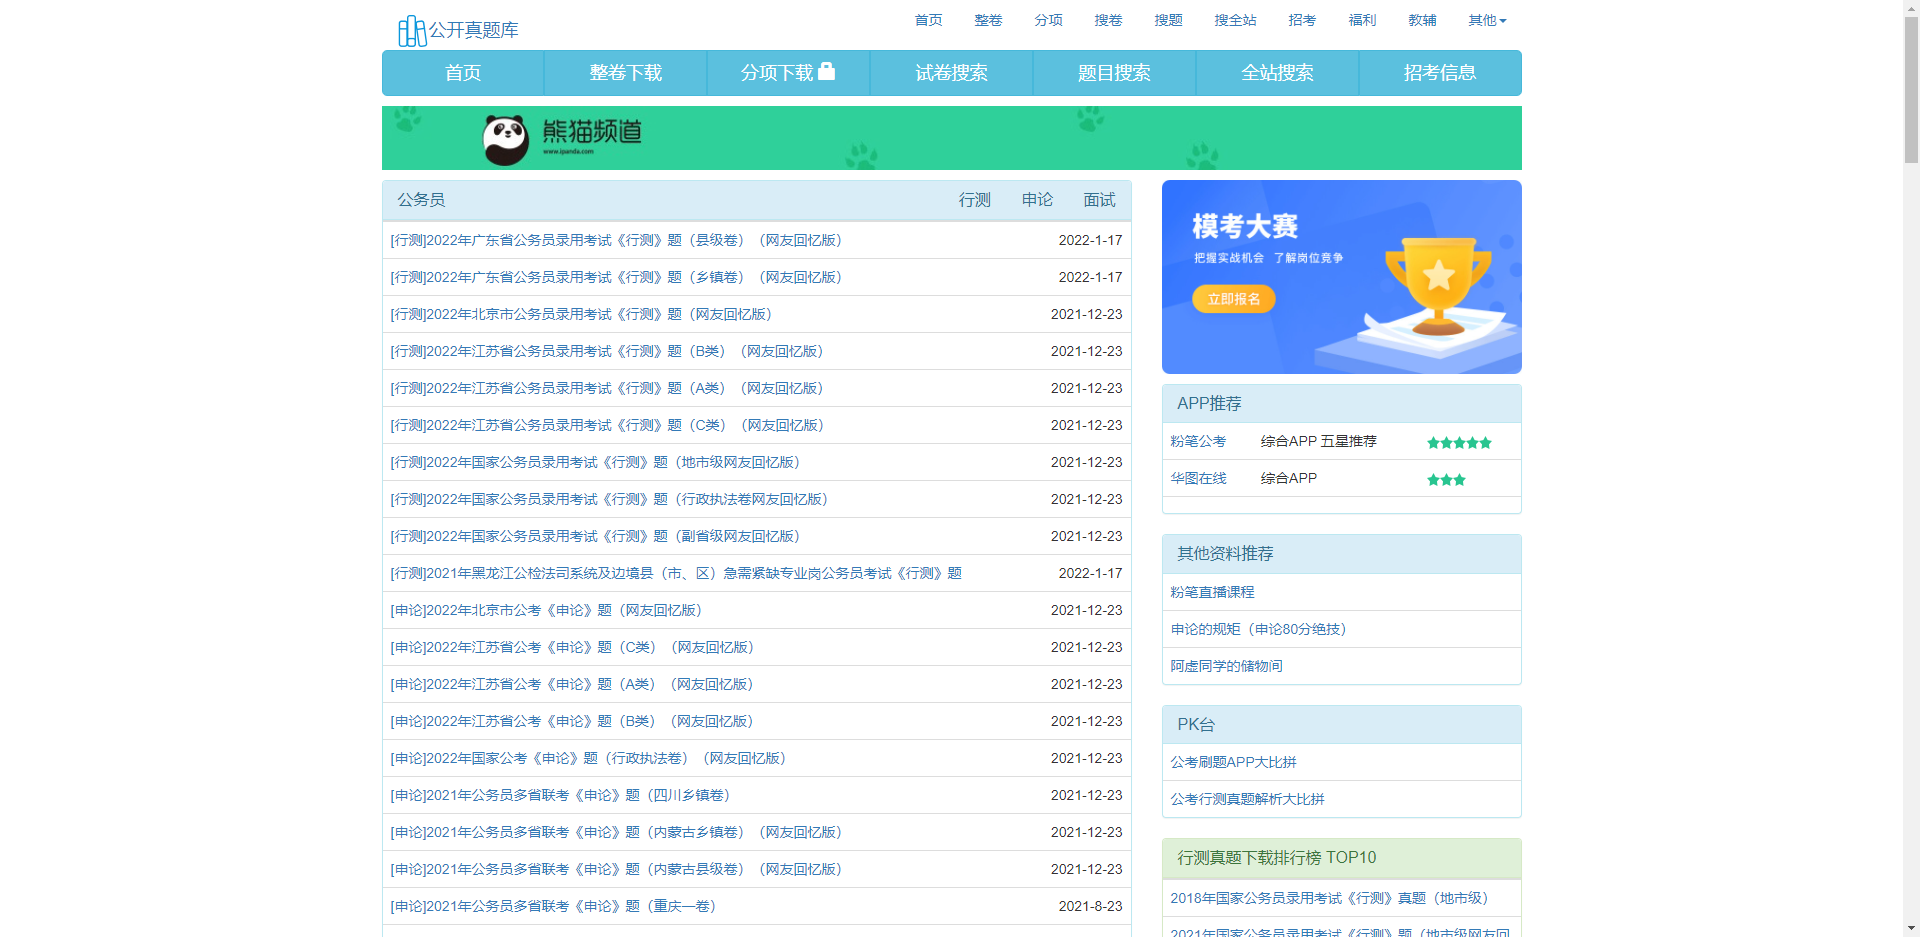 公开真题库
首页 整卷 分项 搜卷 搜题 搜全站 招考 福利 教辅 其他
首页 整卷下载 分项下载 试卷搜索 题目搜索 全站搜索 招考信息
熊猫频道
www.ipanda.com
公务员 行测 申论 面试
[行测]2022年广东省公务员录用考试《行测》题（县级卷）（网友回忆版） 2022-1-17
[行测]2022年广东省公务员录用考试《行测》题（乡镇卷）（网友回忆版） 2022-1-17
[行测]2022年北京市公务员录用考试《行测》题（网友回忆版） 2021-12-23
[行测]2022年江苏省公务员录用考试《行测》题（B类）（网友回忆版） 2021-12-23
[行测]2022年江苏省公务员录用考试《行测》题（A类）（网友回忆版） 2021-12-23
[行测]2022年江苏省公务员录用考试《行测》题（C类）（网友回忆版） 2021-12-23
[行测]2022年国家公务员录用考试《行测》题（地市级网友回忆版） 2021-12-23
[行测]2022年国家公务员录用考试《行测》题（行政执法卷网友回忆版） 2021-12-23
[行测]2022年国家公务员录用考试《行测》题（副省级网友回忆版） 2021-12-23
[行测]2021年黑龙江公检法司系统及边境县（市、区）急需紧缺专业岗公务员考试《行测》题 2022-1-17
[申论]2022年北京市公考《申论》题（网友回忆版） 2021-12-23
[申论]2022年江苏省公考《申论》题（C类）（网友回忆版） 2021-12-23
[申论]2022年江苏省公考《申论》题（A类）（网友回忆版） 2021-12-23
[申论]2022年江苏省公考《申论》题（B类）（网友回忆版） 2021-12-23
[申论]2022年国家公考《申论》题（行政执法卷）（网友回忆版） 2021-12-23
[申论]2021年公务员多省联考《申论》题（四川乡镇卷） 2021-12-23
[申论]2021年公务员多省联考《申论》题（内蒙古乡镇卷）（网友回忆版） 2021-12-23
[申论]2021年公务员多省联考《申论》题（内蒙古县级卷）（网友回忆版） 2021-12-23
[申论]2021年公务员多省联考《申论》题（重庆一卷） 2021-8-23
模考大赛
把握实战机会 了解岗位竞争
立即报名
APP推荐
粉笔公考 综合APP 五星推荐
华图在线 综合APP
其他资料推荐
粉笔直播课程
申论的规矩（申论80分绝技）
阿虚同学的储物间
PK台
公考刷题APP大比拼
公考行测真题解析大比拼
行测真题下载排行榜 TOP10
2018年国家公务员录用考试《行测》真题（地市级）
2021年国家公务员录用考试《行测》题（地市级网友回